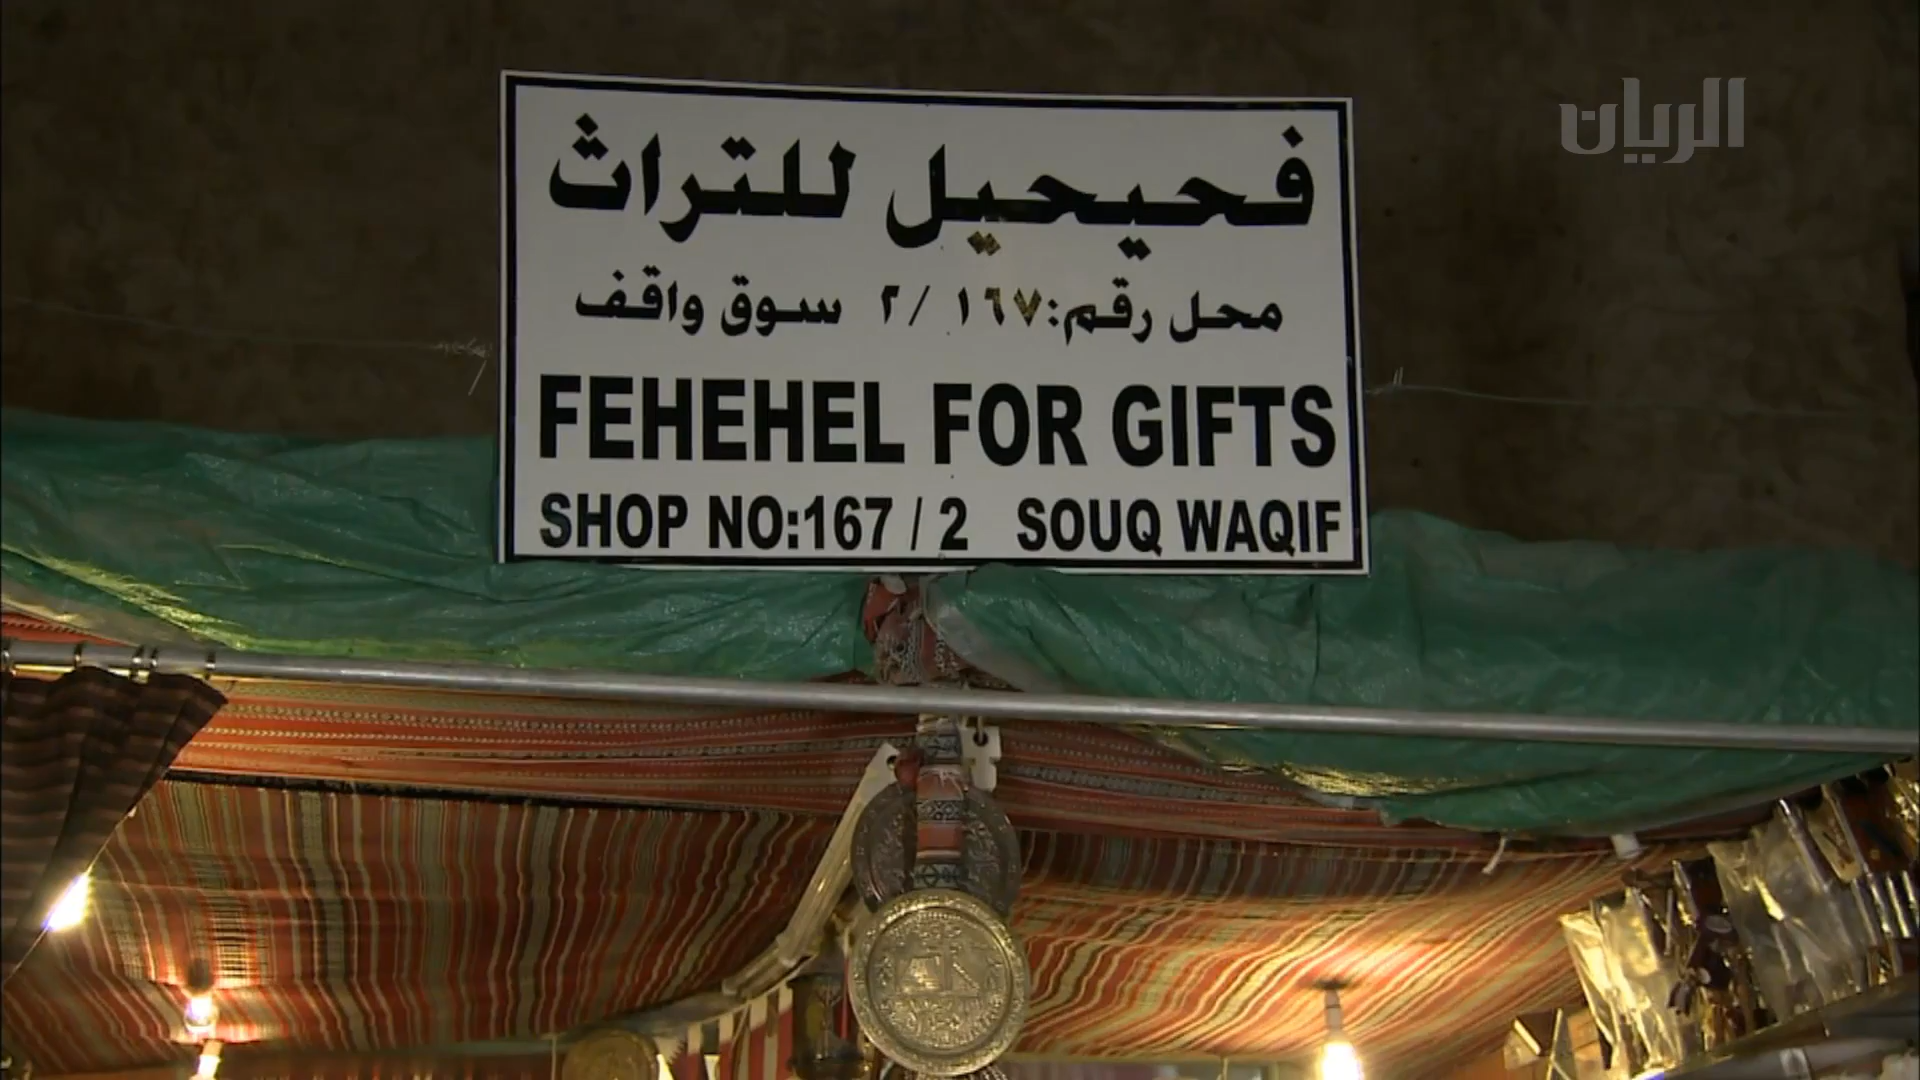 الريان
فحيحيل للتراث
محل رقم:١٦٧ /٢ سوق واقف
FEHEHEL FOR GIFTS
SHOP NO:167 / 2 SOUQ WAQIF